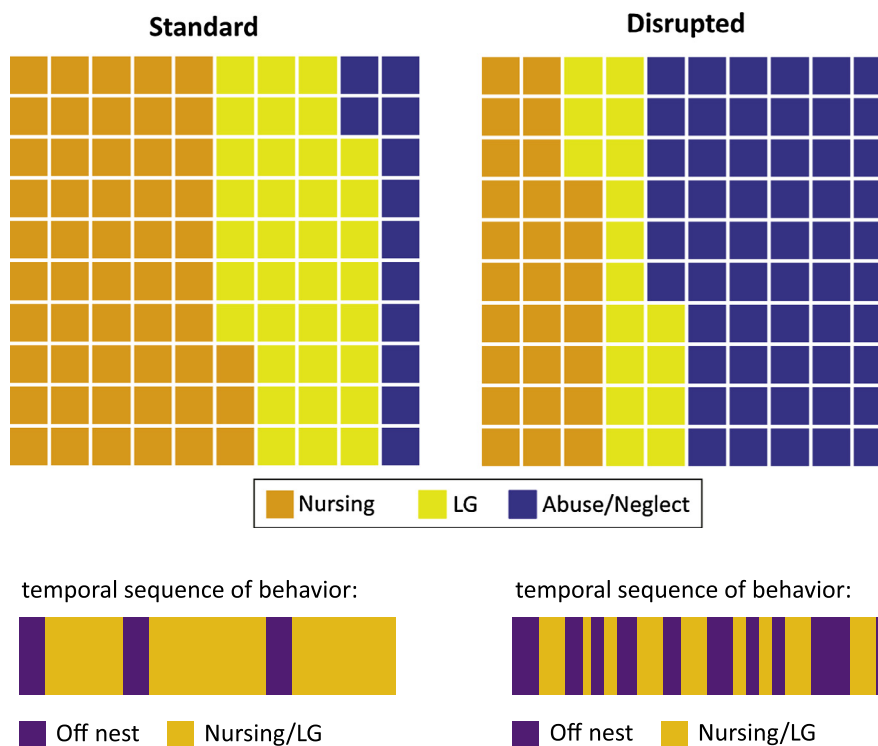 Standard
Disrupted
Nursing LG Abuse/Neglect
temporal sequence of behavior:
temporal sequence of behavior:
Off nest Nursing/LG
Off nest Nursing/LG